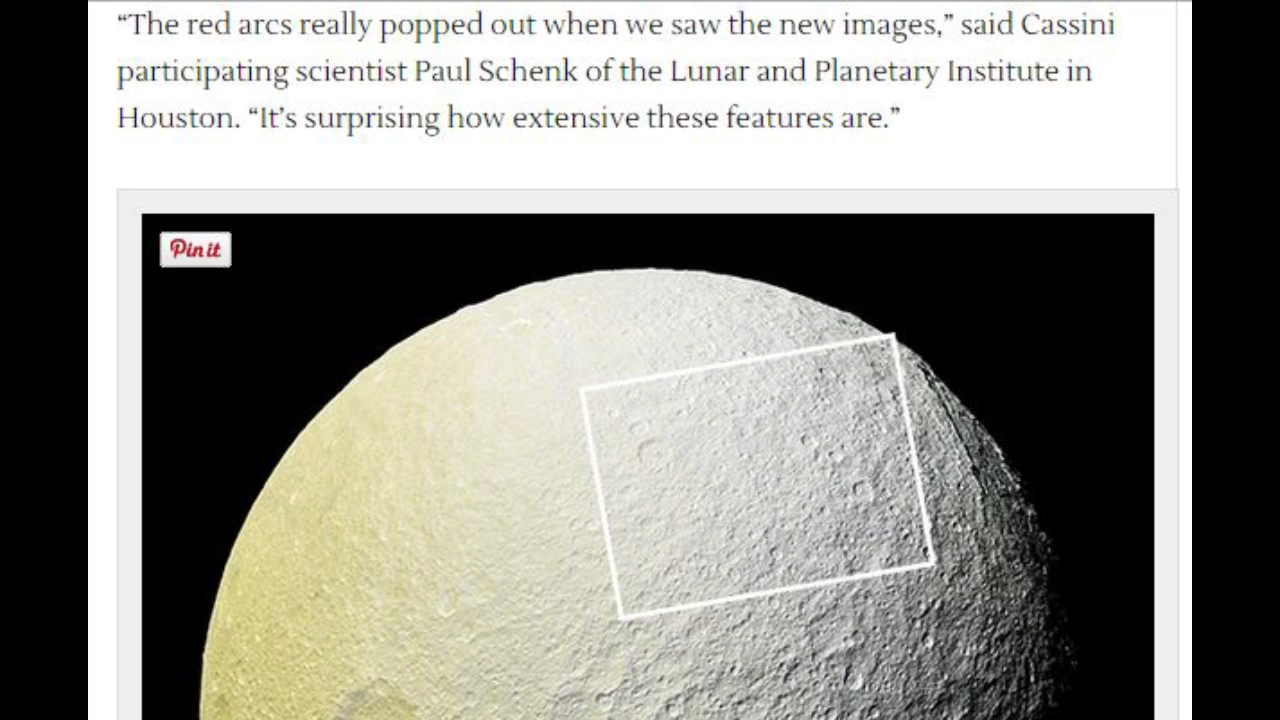 “The red arcs really popped out when we saw the new images,” said Cassini
participating scientist Paul Schenk of the Lunar and Planetary Institute in
Houston. “It’s surprising how extensive these features are.”
Pin it